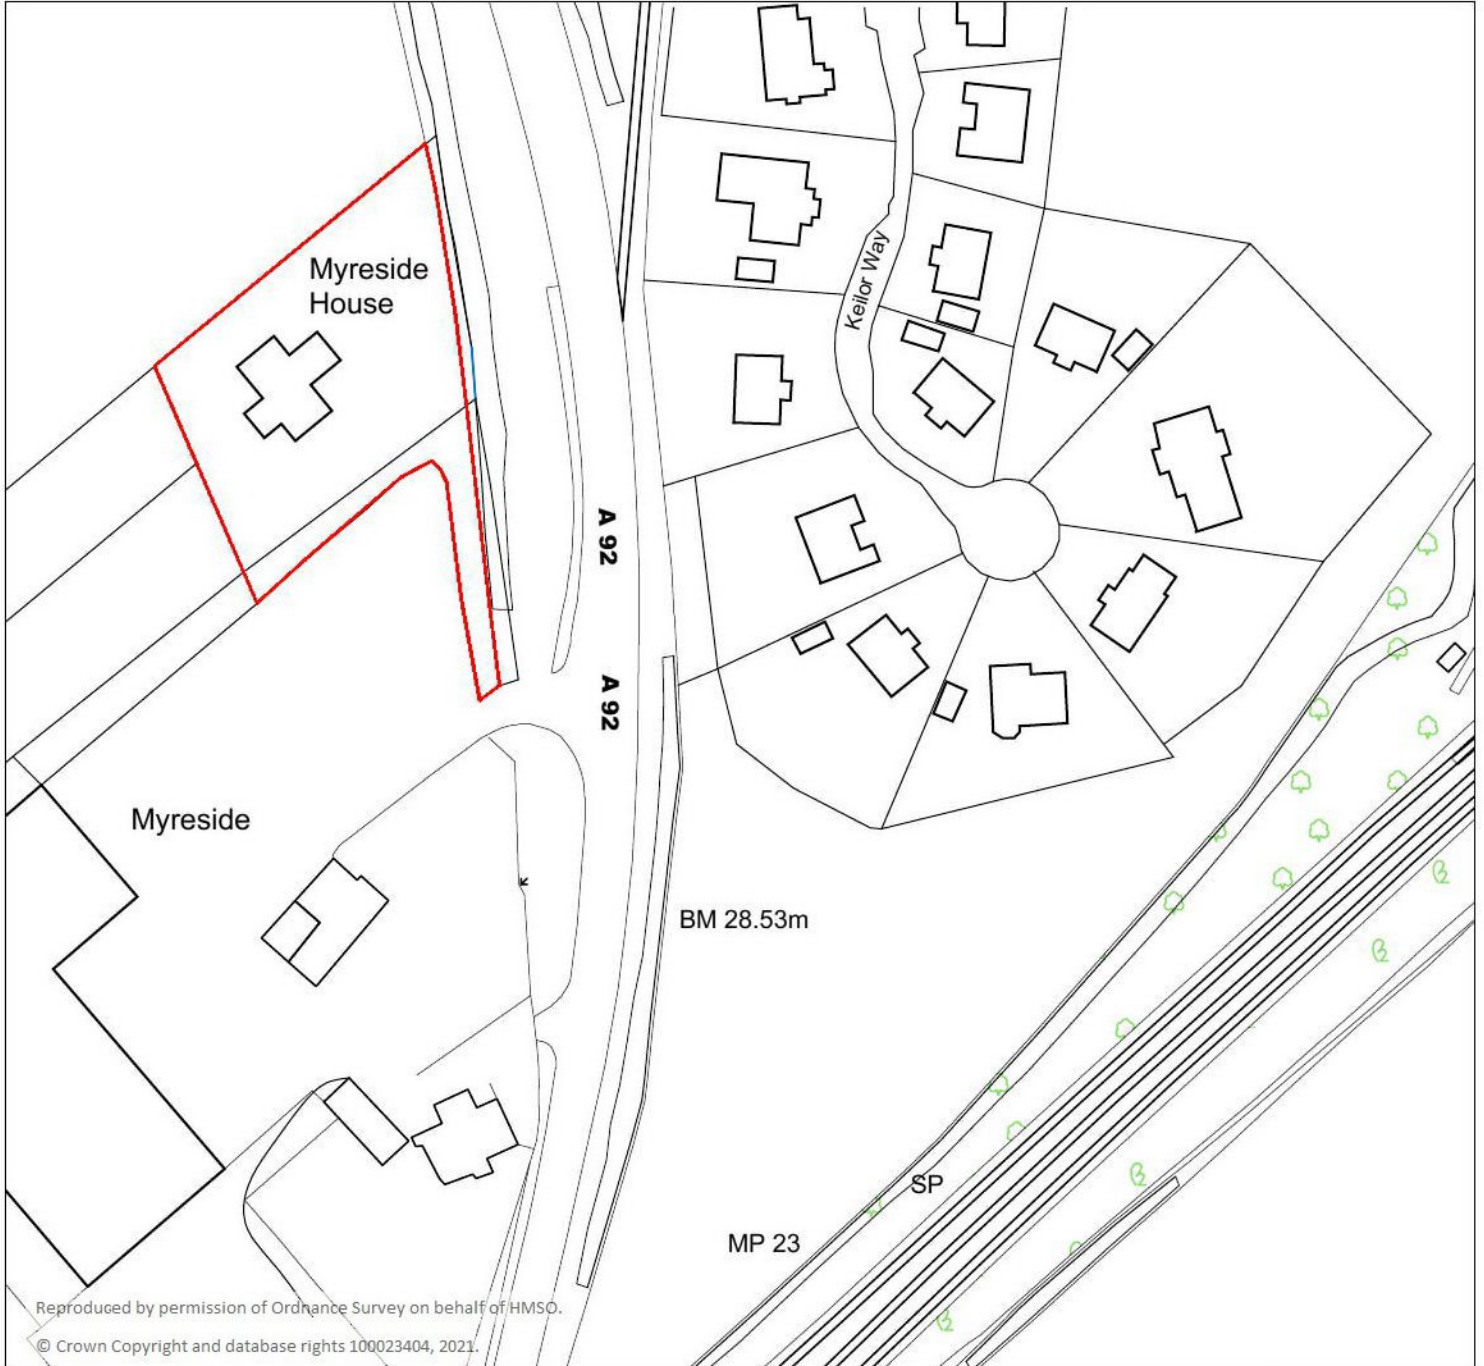 Myreside
House
Keilor Way
A 92
A 92
Myreside
BM 28.53m
SP
MP 23
Reproduced by permission of Ordnance Survey on behalf of HMSO.
© Crown Copyright and database rights 100023404, 2021.